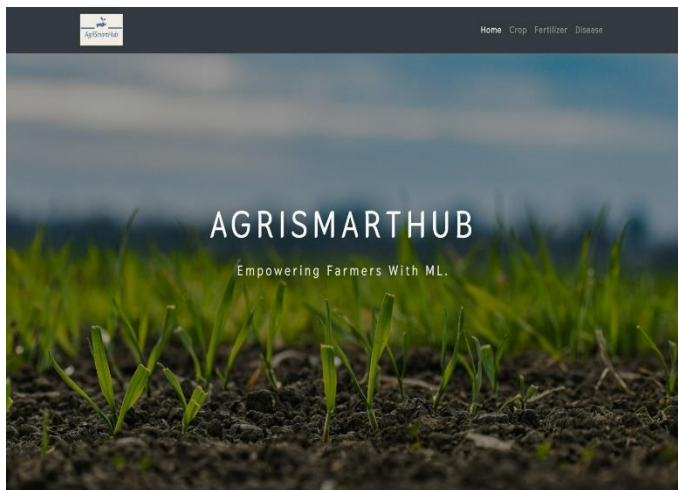 AgriSmartHub
Home Crop Fertilizer Disease
AGRISMARTHUB
Empowering Farmers With ML.